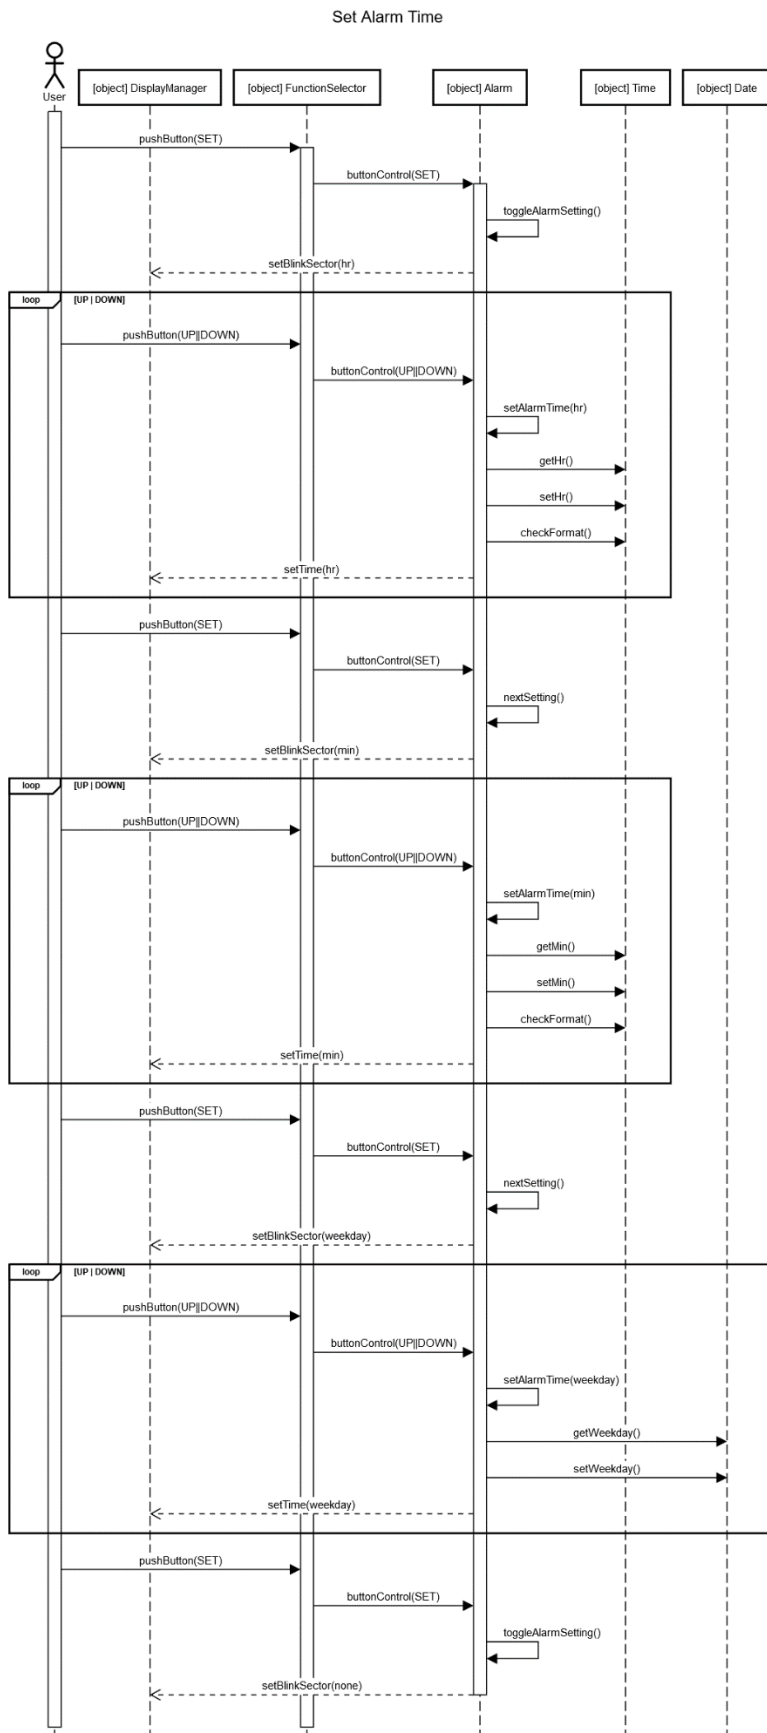 Set Alarm Time
User
[object] DisplayManager
[object] FunctionSelector
[object] Alarm
[object] Time
[object] Date
pushButton(SET)
buttonControl(SET)
toggleAlarmSetting()
setBlinkSector(hr)
loop
[UP | DOWN]
pushButton(UP||DOWN)
buttonControl(UP||DOWN)
setAlarmTime(hr)
getHr()
setHr()
checkFormat()
setTime(hr)
pushButton(SET)
buttonControl(SET)
nextSetting()
setBlinkSector(min)
loop
[UP | DOWN]
pushButton(UP||DOWN)
buttonControl(UP||DOWN)
setAlarmTime(min)
getMin()
setMin()
checkFormat()
setTime(min)
pushButton(SET)
buttonControl(SET)
nextSetting()
setBlinkSector(weekday)
loop
[UP | DOWN]
pushButton(UP||DOWN)
buttonControl(UP||DOWN)
setAlarmTime(weekday)
getWeekday()
setWeekday()
setTime(weekday)
pushButton(SET)
buttonControl(SET)
toggleAlarmSetting()
setBlinkSector(none)